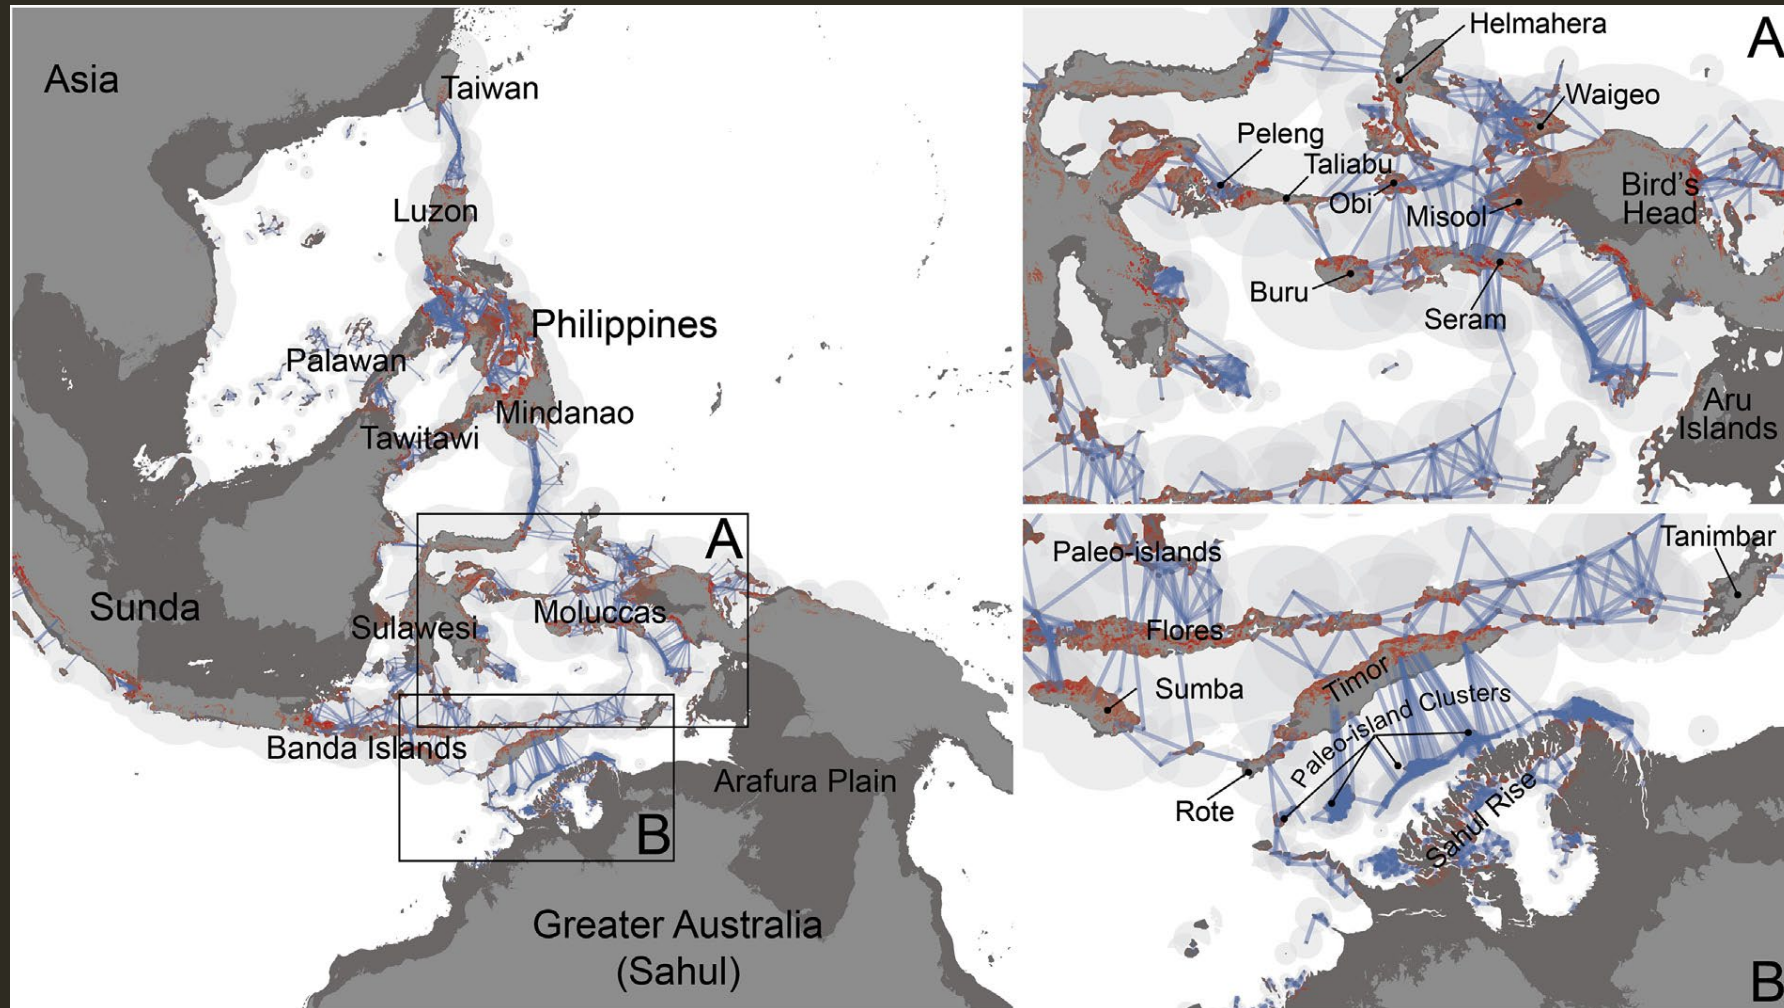 Asia
Taiwan
Luzon
Philippines
Palawan
Mindanao
Tawitawi
A
Sunda
Moluccas
Sulawesi
Banda Islands
Arafura Plain
B
Greater Australia
(Sahul)
A
Helmahera
Waigeo
Peleng
Taliabu
Obi
Misool
Bird's
Head
Buru
Seram
Aru
Islands
Paleo-islands
Tanimbar
Flores
Sumba
Timor
Paleo-island Clusters
Rote
Sahul Rise
B